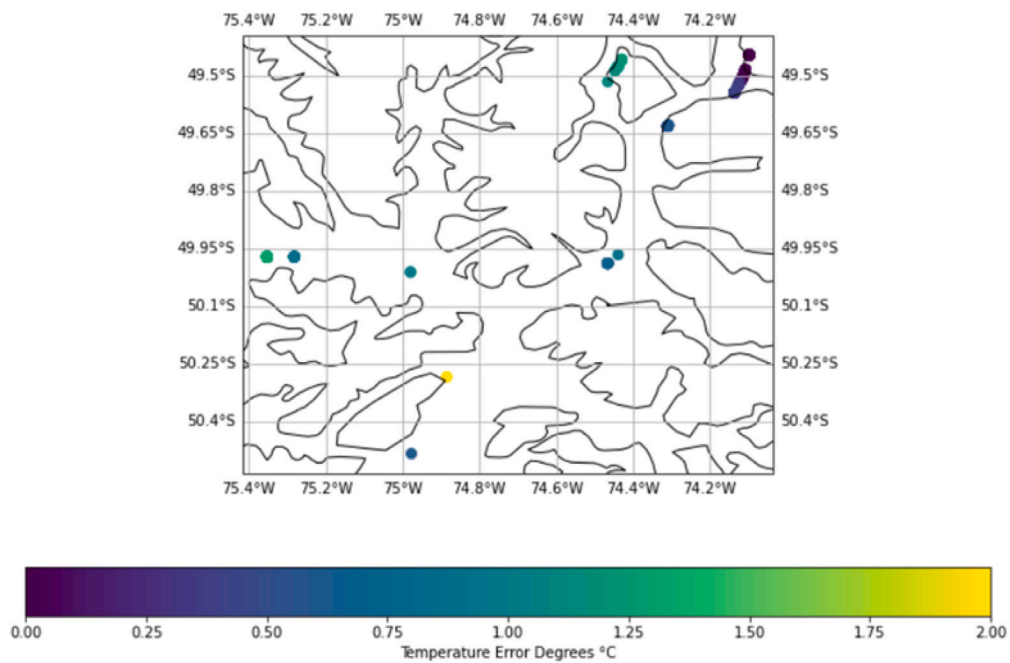 75.4°W 75.2°W 75°W 74.8°W 74.6°W 74.4°W 74.2°W
49.5°S 49.5°S
49.65°S 49.65°S
49.8°S 49.8°S
49.95°S 49.95°S
50.1°S 50.1°S
50.25°S 50.25°S
50.4°S 50.4°S
75.4°W 75.2°W 75°W 74.8°W 74.6°W 74.4°W 74.2°W
0.00 0.25 0.50 0.75 1.00 1.25 1.50 1.75 2.00
Temperature Error Degrees °C